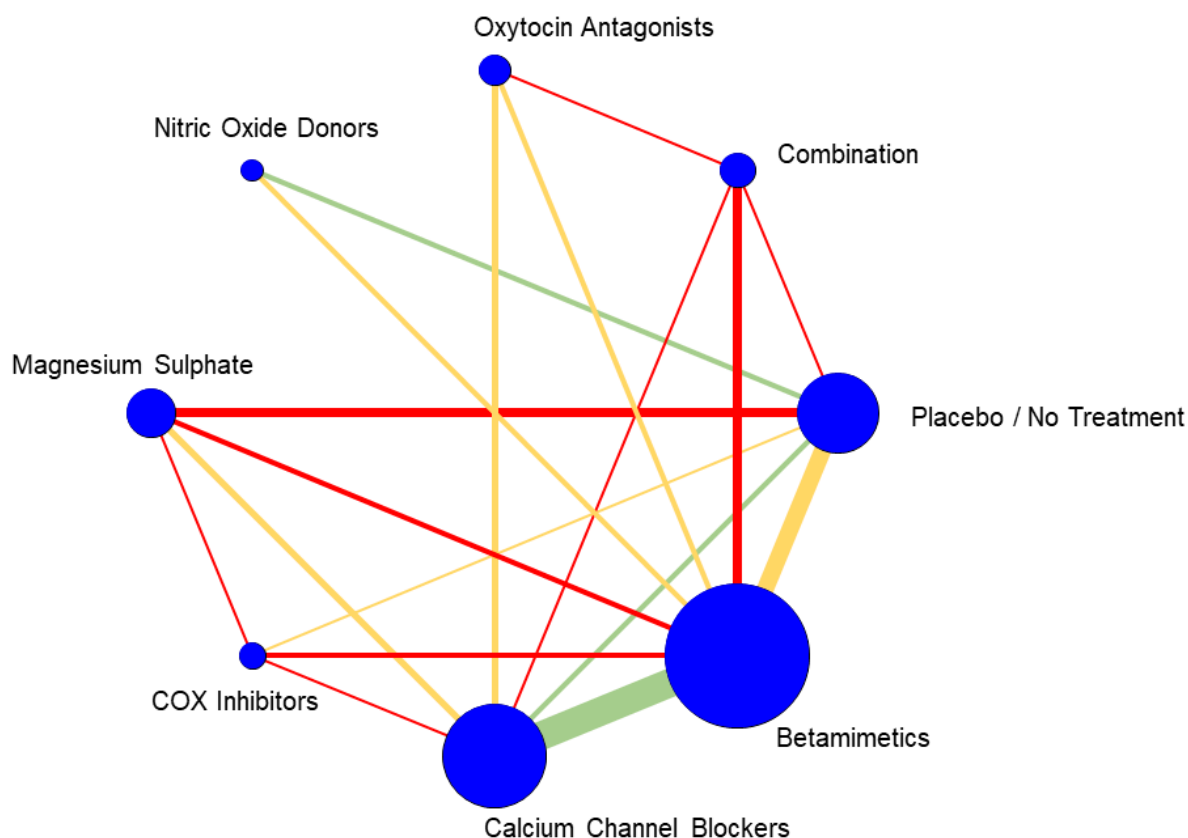 Oxytocin Antagonists
Nitric Oxide Donors
Combination
Magnesium Sulphate
Placebo / No Treatment
COX Inhibitors
Betamimetics
Calcium Channel Blockers